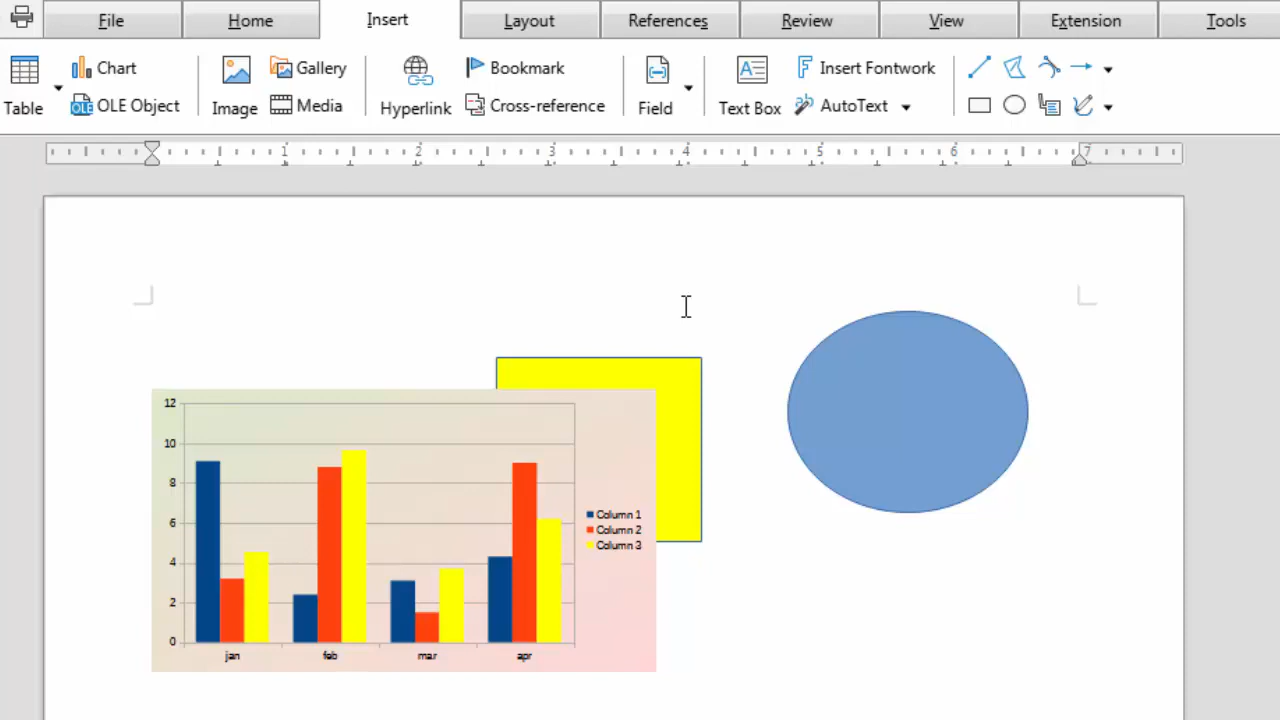 File Home Insert Layout References Review View Extension Tools
Chart Gallery Bookmark Insert Fontwork
Table OLE Object Image Media Hyperlink Cross-reference Field Text Box AutoText
1 1 2 3 4 5 6 7
12
10
8
6
4
2
0
Column 1
Column 2
Column 3
jan feb mar apr